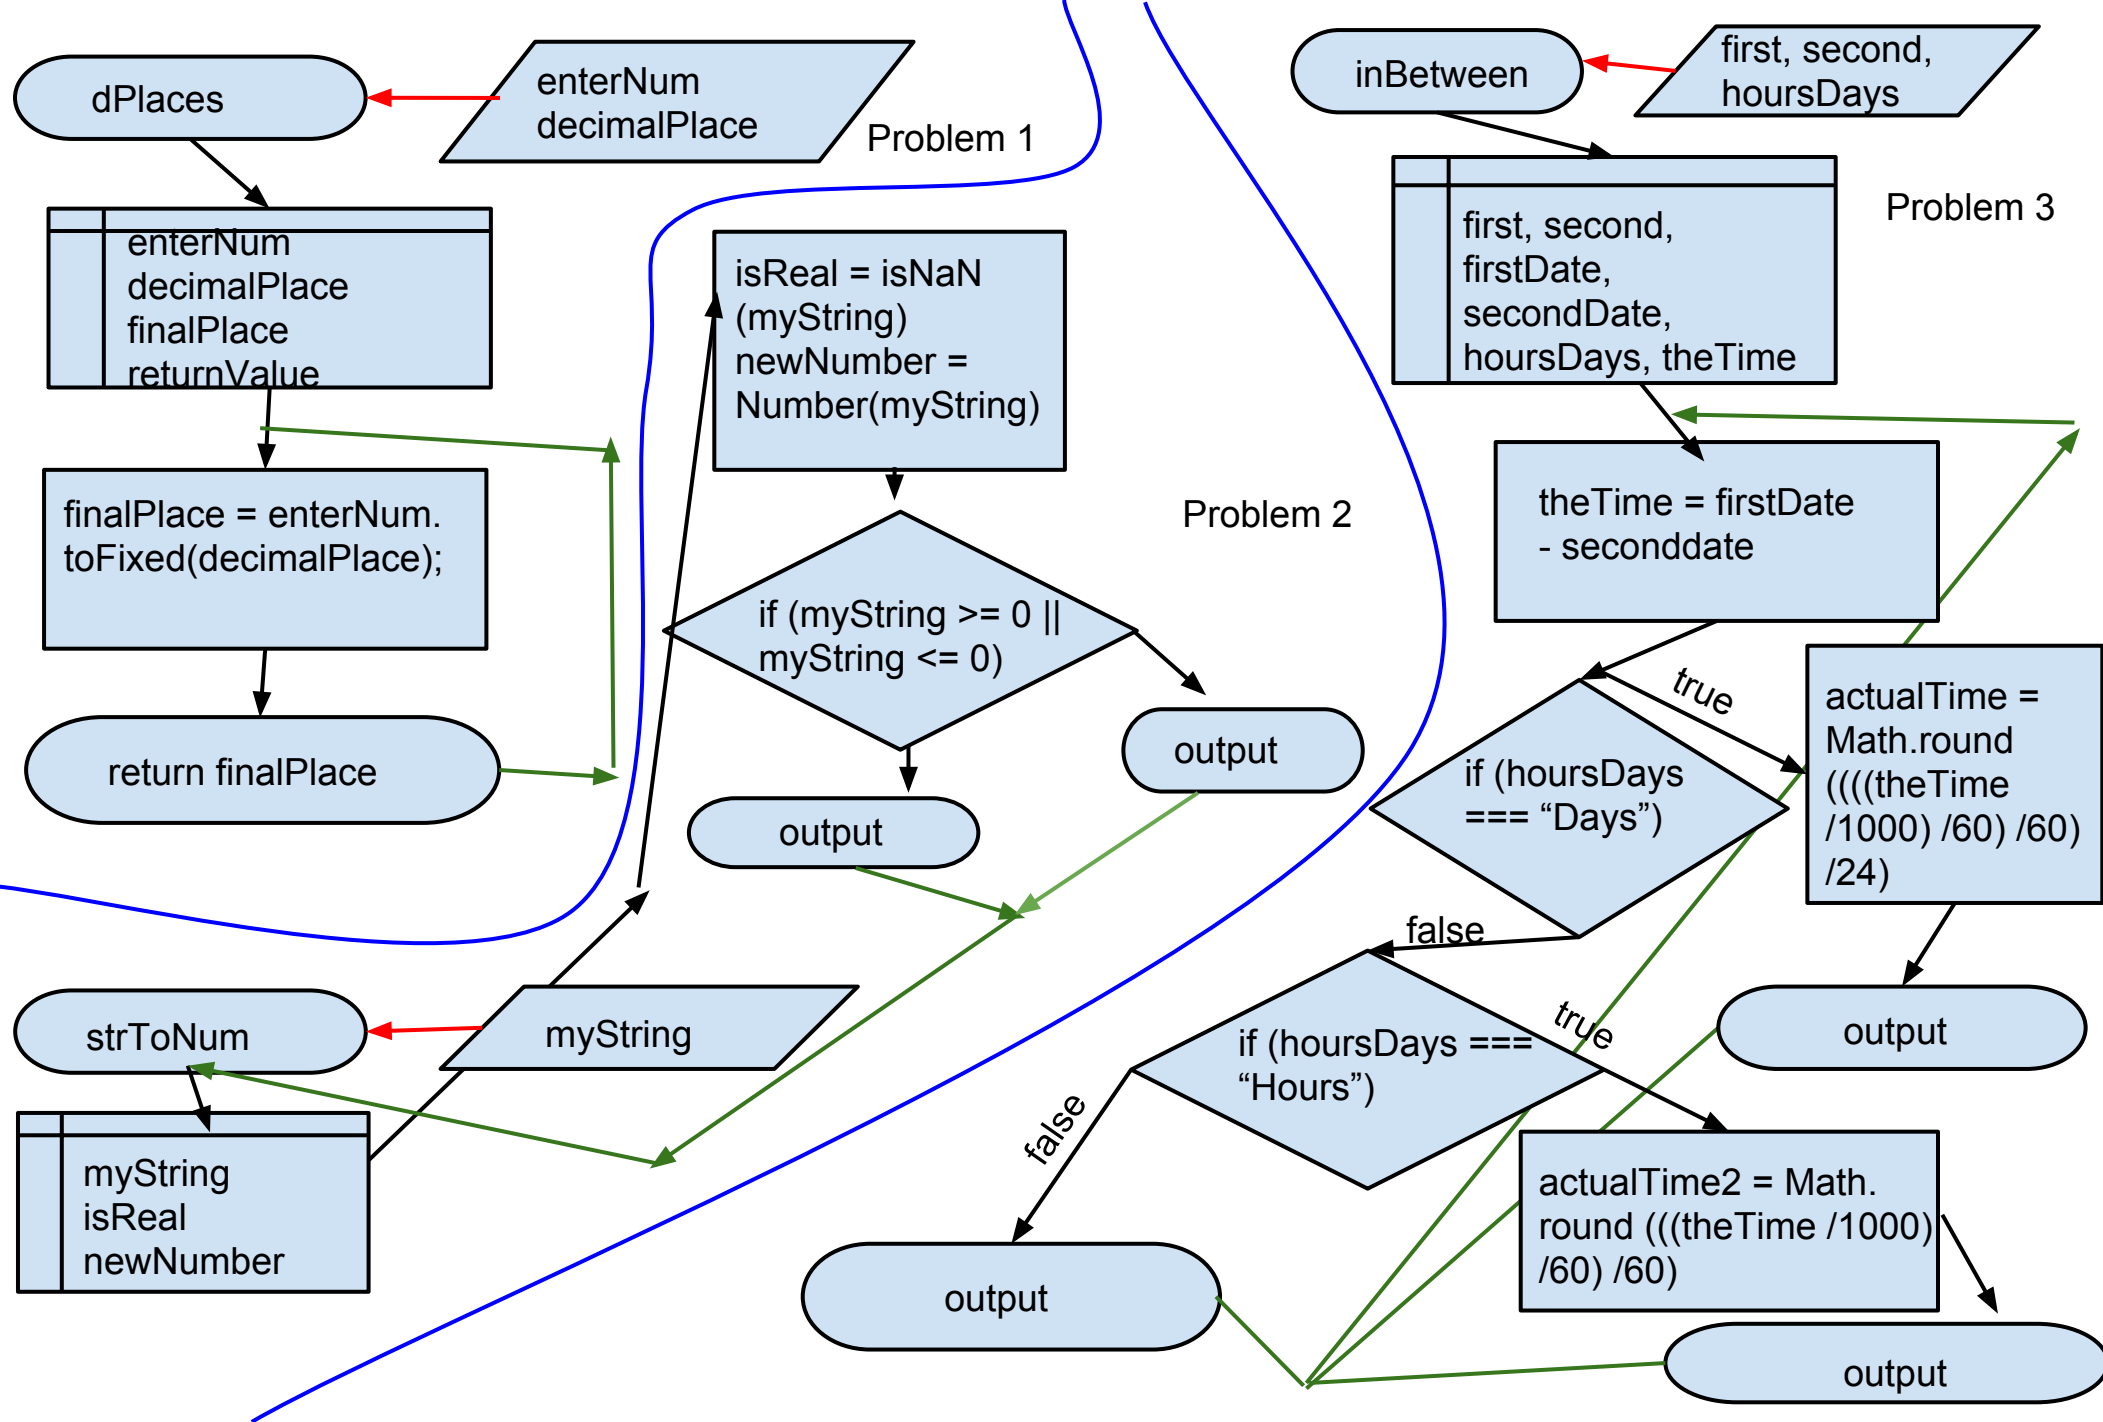 dPlaces
enterNum
decimalPlace
Problem 1
enterNum
decimalPlace
finalPlace
returnValue
finalPlace = enterNum.
toFixed(decimalPlace);
return finalPlace
strToNum
myString
myString
isReal
newNumber
isReal = isNaN
(myString)
newNumber =
Number(myString)
Problem 2
if (myString >= 0 ||
myString <= 0)
output
output
inBetween
first, second,
hoursDays
Problem 3
first, second,
firstDate,
secondDate,
hoursDays, theTime
theTime = firstDate
- seconddate
true
if (hoursDays
=== “Days”)
actualTime =
Math.round
((((theTime
/1000) /60) /60)
/24)
output
false
if (hoursDays ===
“Hours”)
true
false
actualTime2 = Math.
round (((theTime /1000)
/60) /60)
output
output